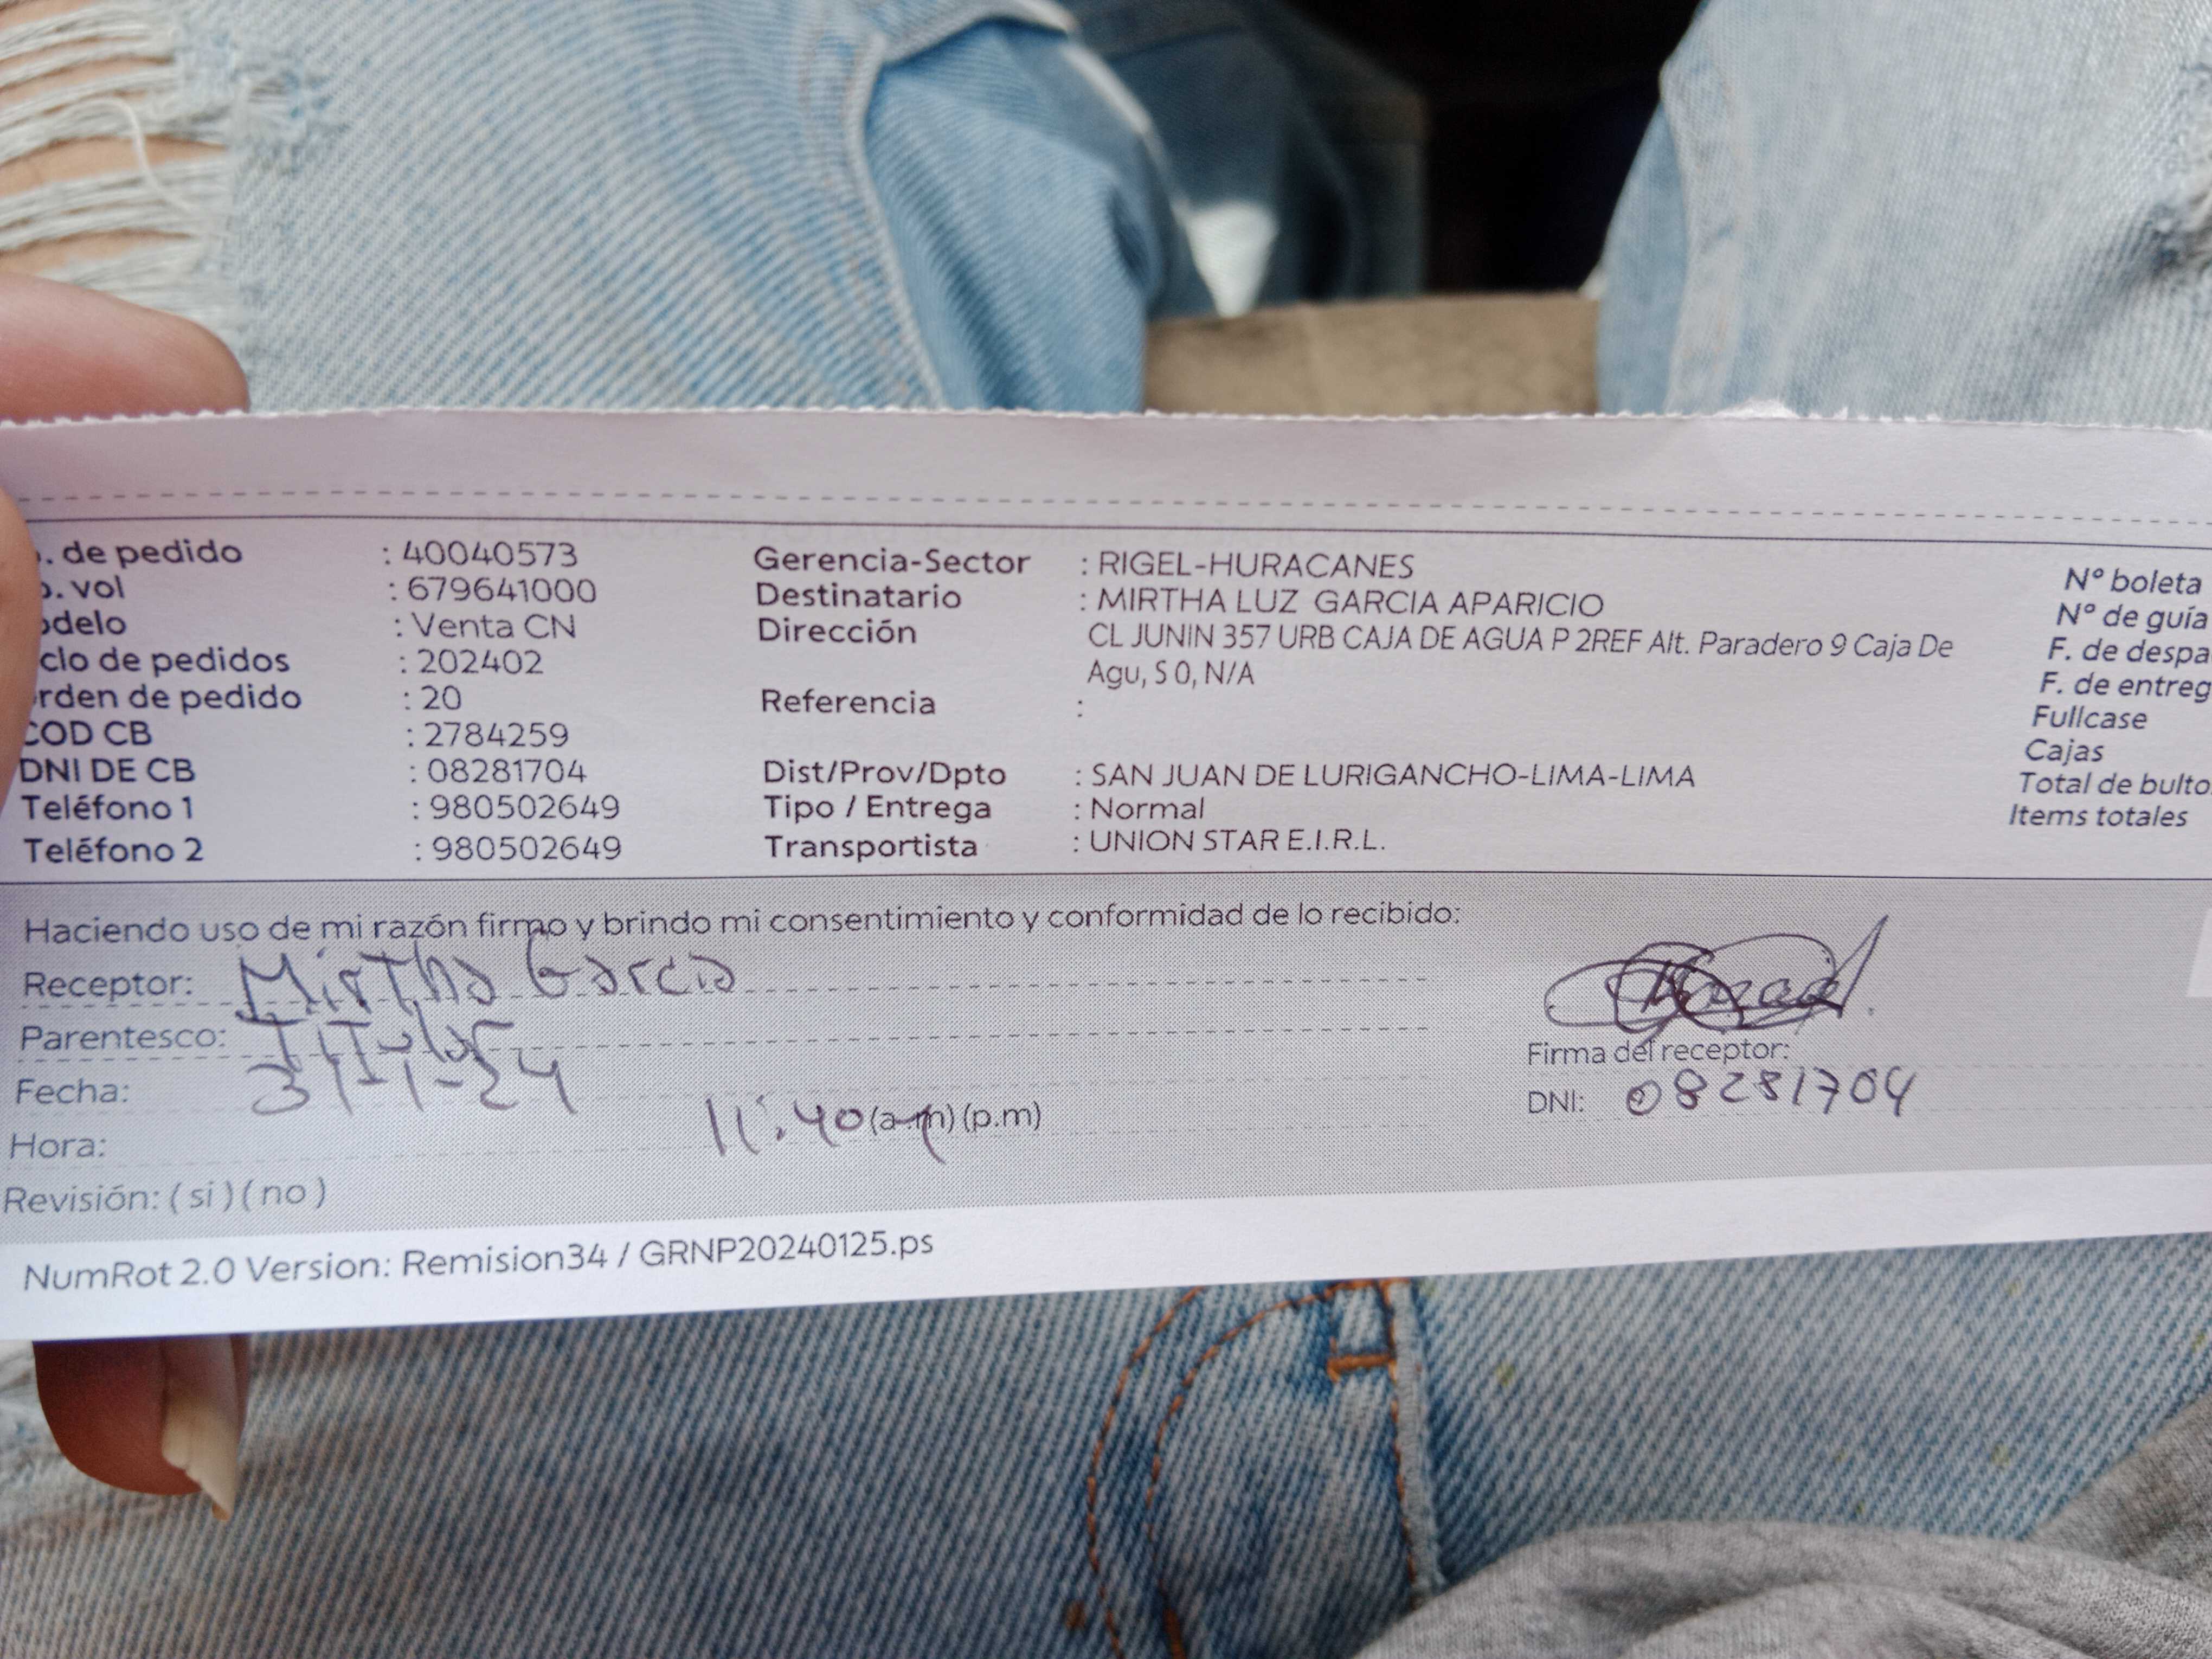 . de pedido : 40040573
o. vol : 679641000
odelo : Venta CN
clo de pedidos : 202402
rden de pedido : 20
COD CB : 2784259
DNI DE CB : 08281704
Teléfono 1 : 980502649
Teléfono 2 : 980502649
Gerencia-Sector : RIGEL-HURACANES
Destinatario : MIRTHA LUZ GARCIA APARICIO
Dirección CL JUNIN 357 URB CAJA DE AGUA P 2REF Alt. Paradero 9 Caja De
Agu, S 0, N/A
Referencia :
Dist/Prov/Dpto : SAN JUAN DE LURIGANCHO-LIMA-LIMA
Tipo / Entrega : Normal
Transportista : UNION STAR E.I.R.L.
Nº boleta
Nº de guía
F. de despa
F. de entreg
Fullcase
Cajas
Total de bulto
Items totales
Haciendo uso de mi razón firmo y brindo mi consentimiento y conformidad de lo recibido:
Receptor: Mirtha Garcia
Parentesco: Titular
Fecha: 31-1-24
Hora: 11:40 (a.m) (p.m)
Revisión: ( si ) ( no )
Firma del receptor:
DNI: 08281704
NumRot 2.0 Version: Remision34 / GRNP20240125.ps